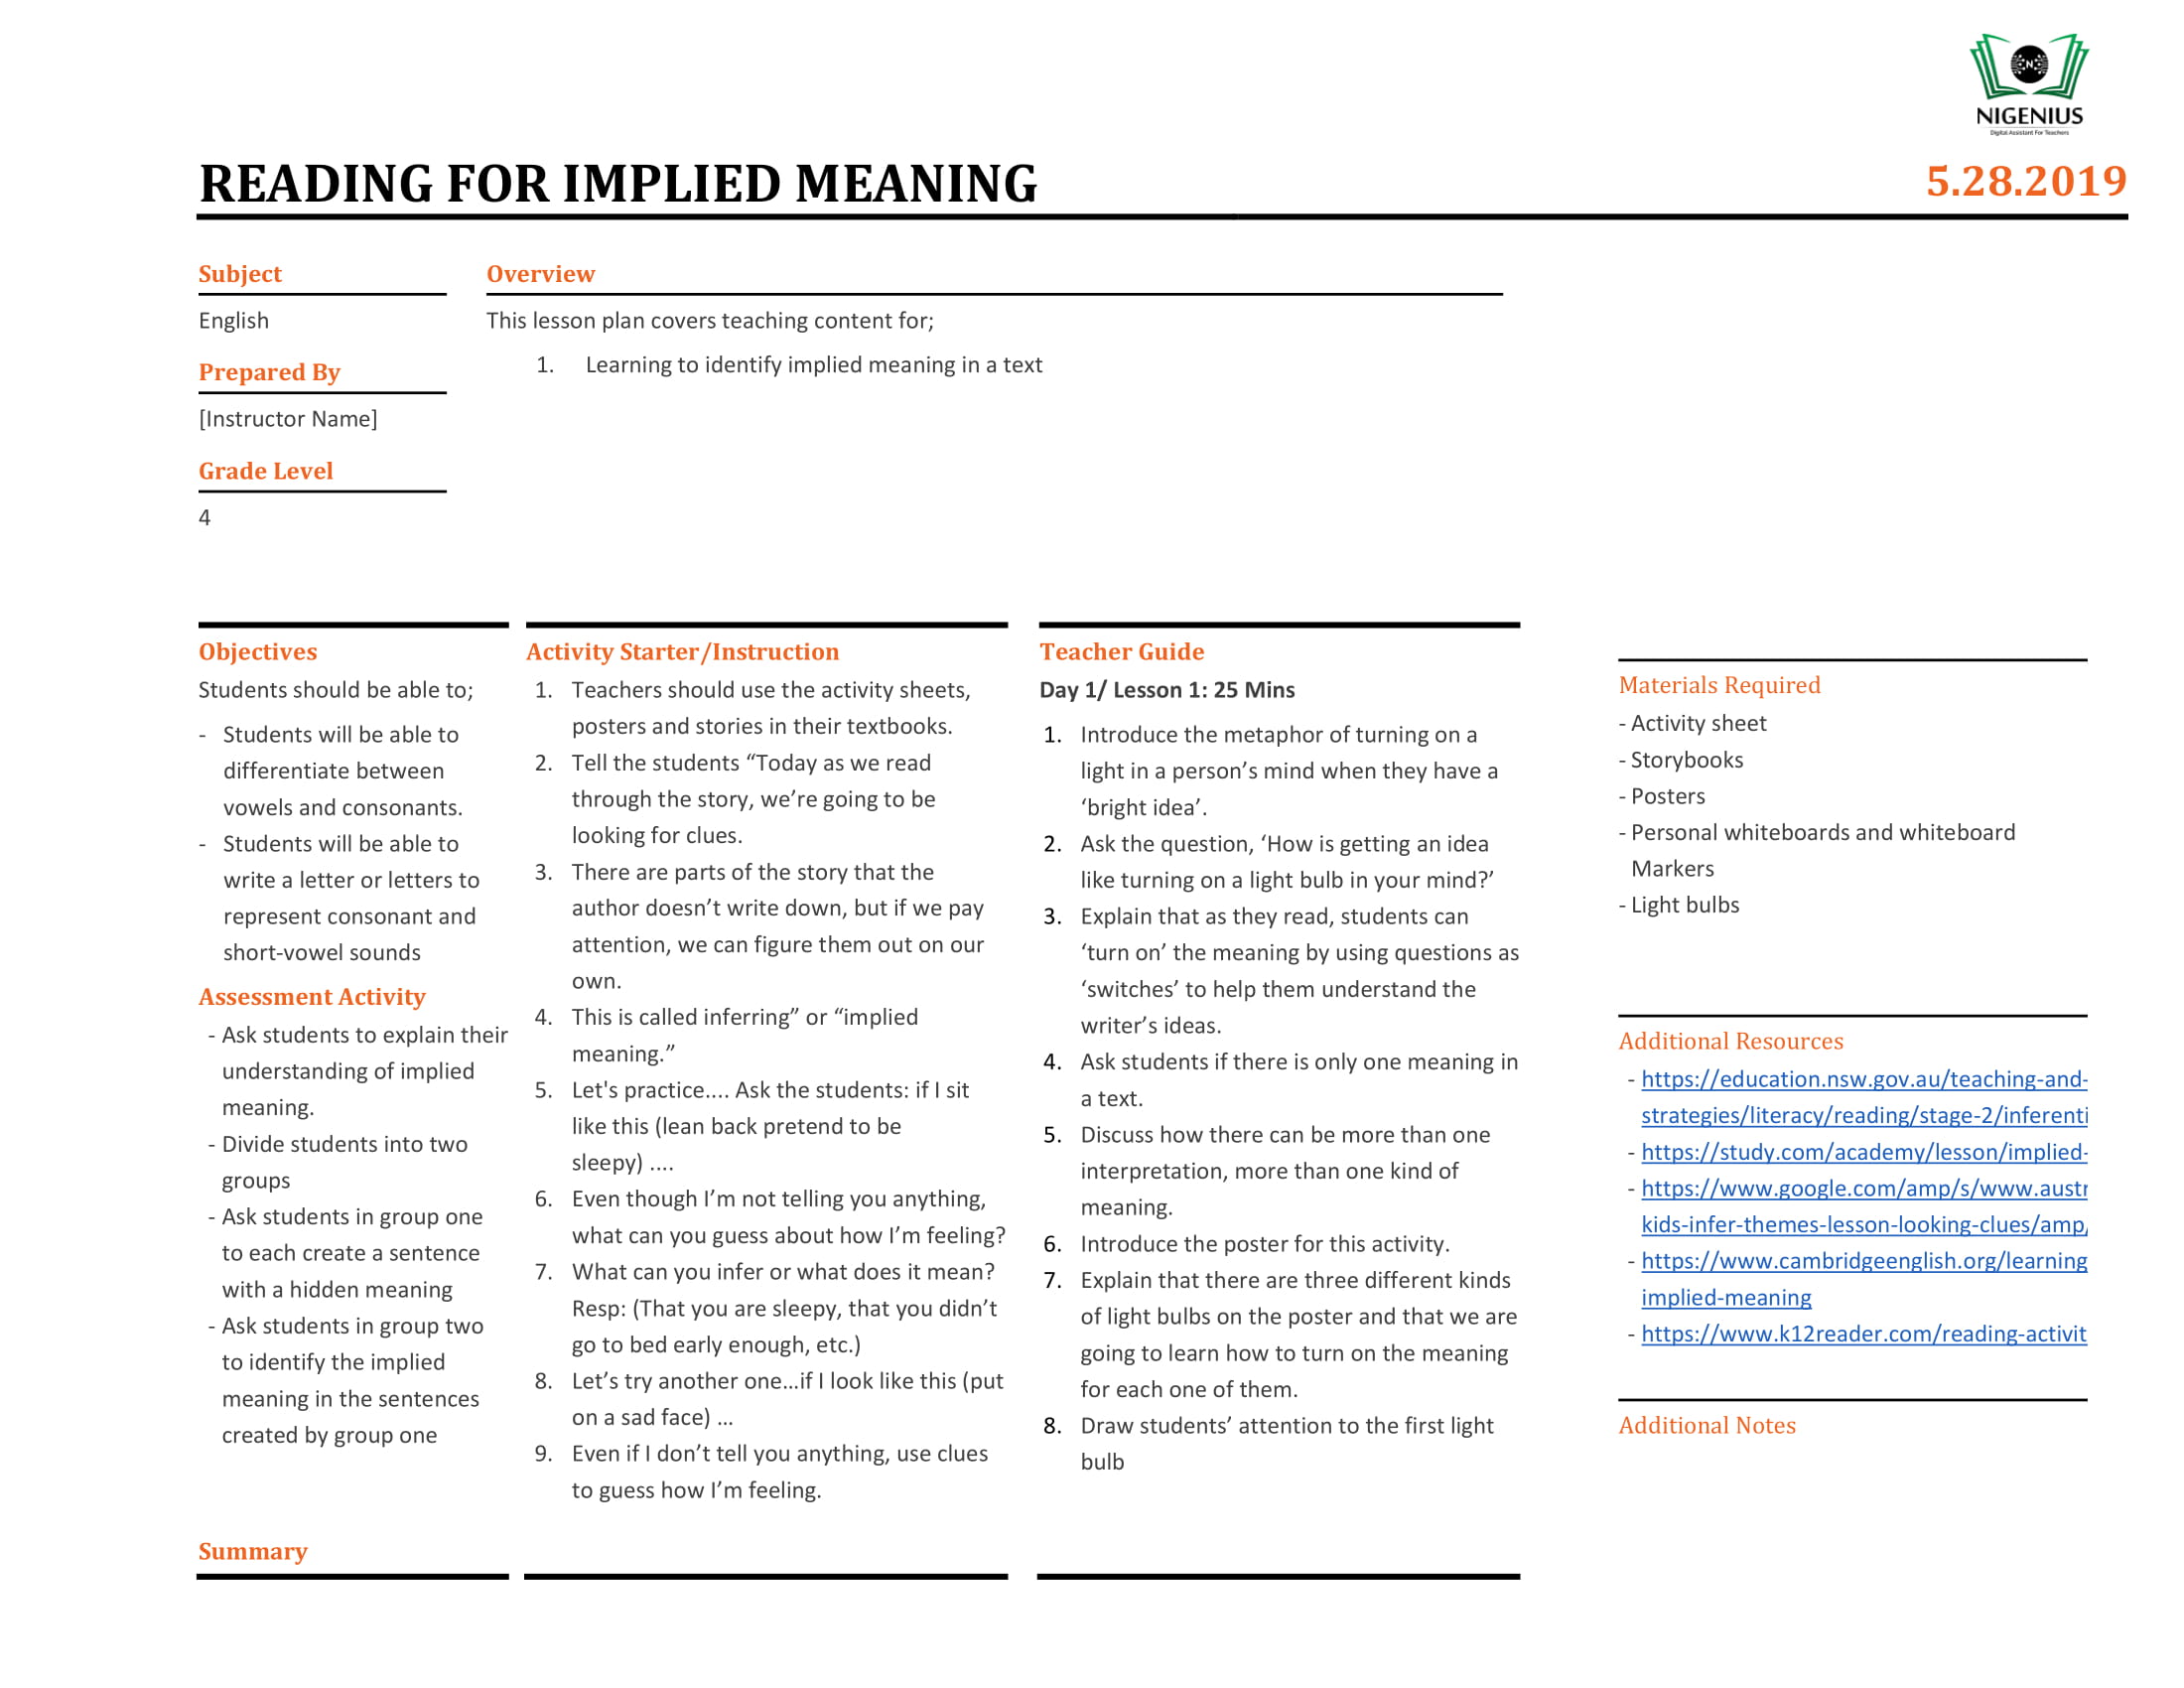 NIGENIUS
Digital Assistant For Teachers
READING FOR IMPLIED MEANING
5.28.2019
Subject
English
Prepared By
[Instructor Name]
Grade Level
4
Overview
This lesson plan covers teaching content for;
1. Learning to identify implied meaning in a text
Objectives
Students should be able to;
- Students will be able to
differentiate between
vowels and consonants.
- Students will be able to
write a letter or letters to
represent consonant and
short-vowel sounds
Assessment Activity
- Ask students to explain their
understanding of implied
meaning.
- Divide students into two
groups
- Ask students in group one
to each create a sentence
with a hidden meaning
- Ask students in group two
to identify the implied
meaning in the sentences
created by group one
Summary
Activity Starter/Instruction
1. Teachers should use the activity sheets,
posters and stories in their textbooks.
2. Tell the students “Today as we read
through the story, we’re going to be
looking for clues.
3. There are parts of the story that the
author doesn’t write down, but if we pay
attention, we can figure them out on our
own.
4. This is called inferring” or “implied
meaning.”
5. Let's practice.... Ask the students: if I sit
like this (lean back pretend to be
sleepy) ....
6. Even though I’m not telling you anything,
what can you guess about how I’m feeling?
7. What can you infer or what does it mean?
Resp: (That you are sleepy, that you didn’t
go to bed early enough, etc.)
8. Let’s try another one…if I look like this (put
on a sad face) …
9. Even if I don’t tell you anything, use clues
to guess how I’m feeling.
Teacher Guide
Day 1/ Lesson 1: 25 Mins
1. Introduce the metaphor of turning on a
light in a person’s mind when they have a
‘bright idea’.
2. Ask the question, ‘How is getting an idea
like turning on a light bulb in your mind?’
3. Explain that as they read, students can
‘turn on’ the meaning by using questions as
‘switches’ to help them understand the
writer’s ideas.
4. Ask students if there is only one meaning in
a text.
5. Discuss how there can be more than one
interpretation, more than one kind of
meaning.
6. Introduce the poster for this activity.
7. Explain that there are three different kinds
of light bulbs on the poster and that we are
going to learn how to turn on the meaning
for each one of them.
8. Draw students’ attention to the first light
bulb
Materials Required
- Activity sheet
- Storybooks
- Posters
- Personal whiteboards and whiteboard
Markers
- Light bulbs
Additional Resources
- https://education.nsw.gov.au/teaching-and-
strategies/literacy/reading/stage-2/inferenti
- https://study.com/academy/lesson/implied-
- https://www.google.com/amp/s/www.austr
kids-infer-themes-lesson-looking-clues/amp/
- https://www.cambridgeenglish.org/learning
implied-meaning
- https://www.k12reader.com/reading-activit
Additional Notes